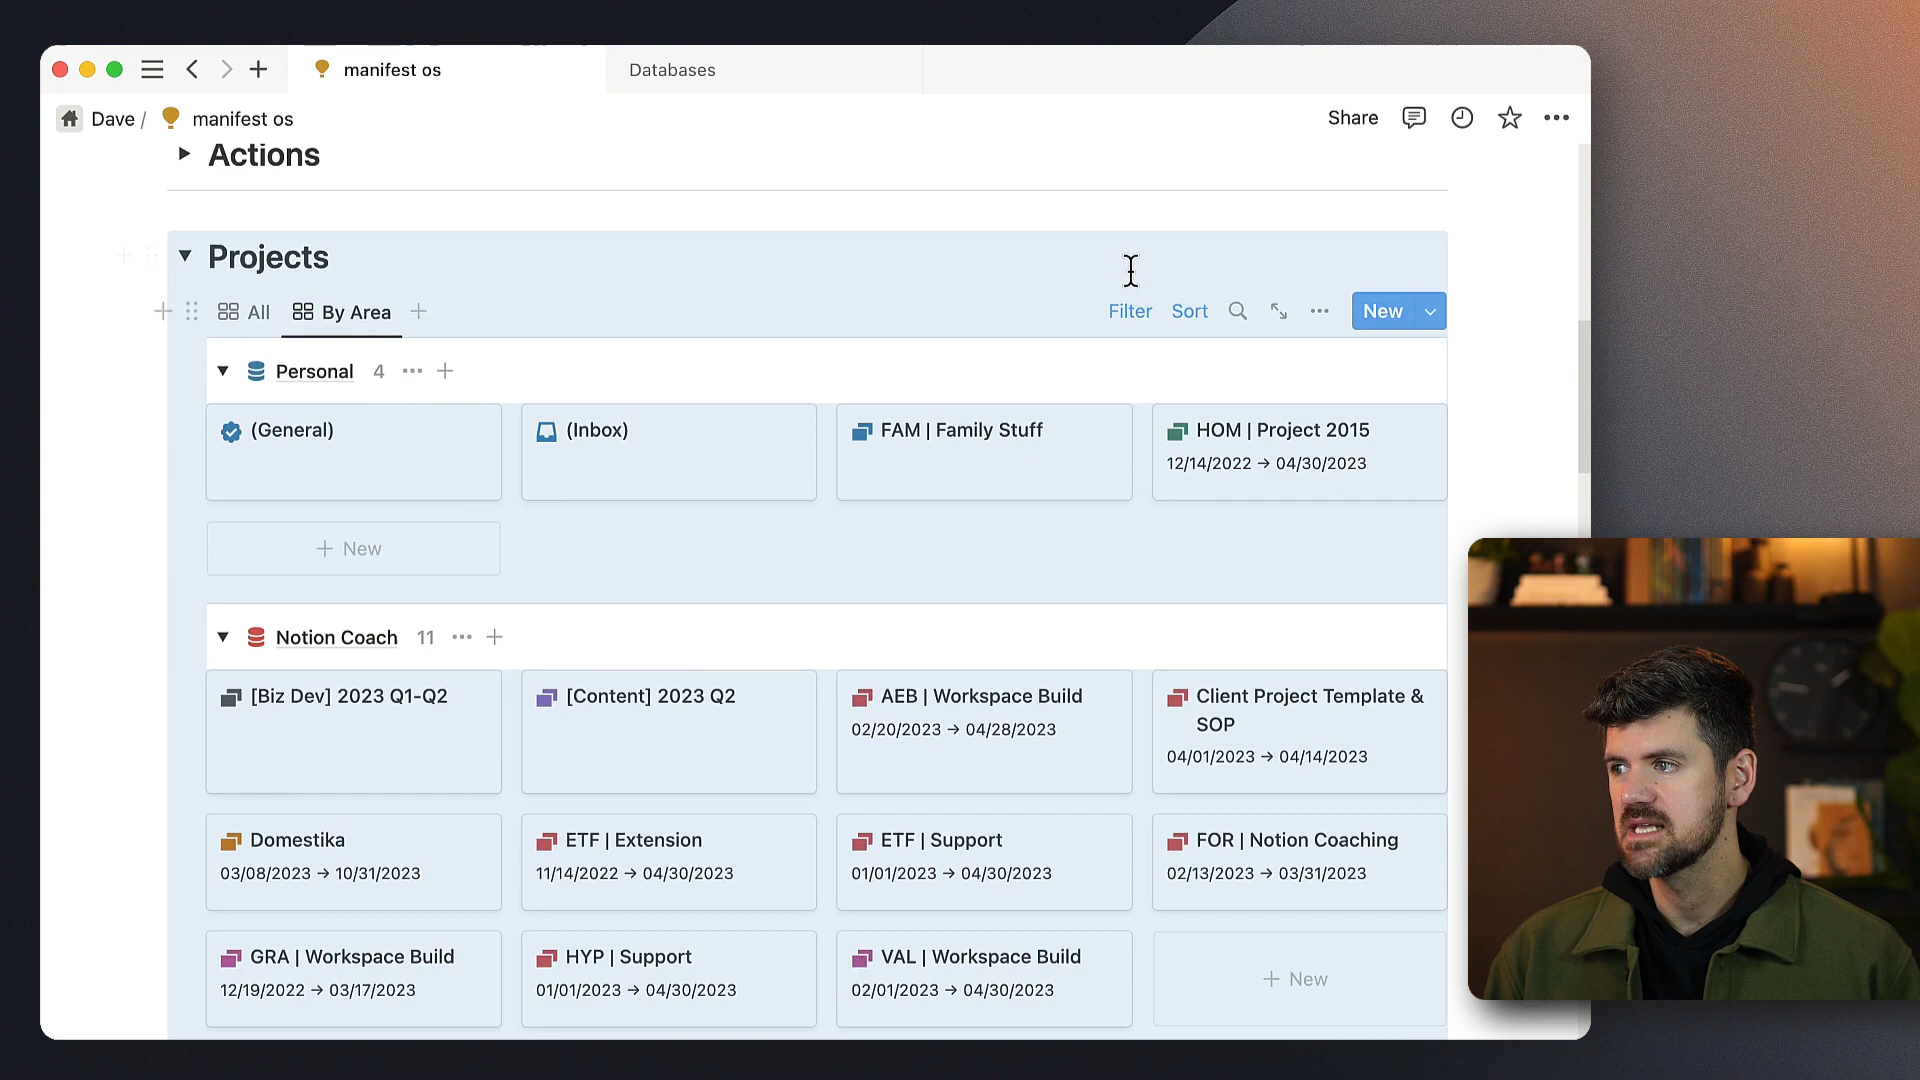 manifest os
Databases
Dave / manifest os
Share
Actions
Projects
All
By Area
Filter
Sort
New
Personal 4
(General)
(Inbox)
FAM | Family Stuff
HOM | Project 2015
12/14/2022 → 04/30/2023
+ New
Notion Coach 11
[Biz Dev] 2023 Q1-Q2
[Content] 2023 Q2
AEB | Workspace Build
02/20/2023 → 04/28/2023
Client Project Template &
SOP
04/01/2023 → 04/14/2023
Domestika
03/08/2023 → 10/31/2023
ETF | Extension
11/14/2022 → 04/30/2023
ETF | Support
01/01/2023 → 04/30/2023
FOR | Notion Coaching
02/13/2023 → 03/31/2023
GRA | Workspace Build
12/19/2022 → 03/17/2023
HYP | Support
01/01/2023 → 04/30/2023
VAL | Workspace Build
02/01/2023 → 04/30/2023
+ New